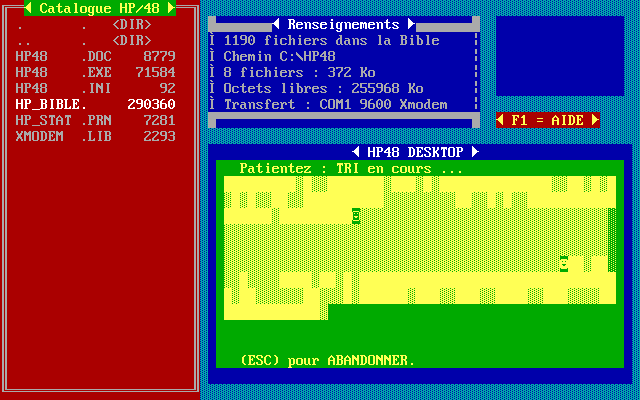 Catalogue HP/48
. . <DIR>
.. . <DIR>
HP48 .DOC 8779
HP48 .EXE 71584
HP48 .INI 92
HP_BIBLE. 290360
HP_STAT .PRN 7281
XMODEM .LIB 2293
Renseignements
1190 fichiers dans la Bible
Chemin C:\HP48
8 fichiers : 372 Ko
Octets libres : 255968 Ko
Transfert : COM1 9600 Xmodem
F1 = AIDE
HP48 DESKTOP
Patientez : TRI en cours ...
(ESC) pour ABANDONNER.